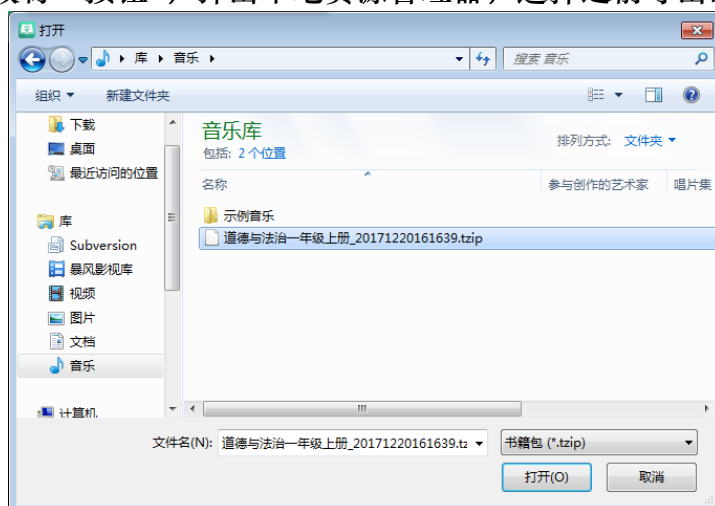 打开
库 音乐
搜索 音乐
组织 新建文件夹
下载
桌面
最近访问的位置
库
Subversion
暴风影视库
视频
图片
文档
音乐
计算机
音乐库
包括: 2 个位置
排列方式: 文件夹
名称 参与创作的艺术家 唱片集
示例音乐
道德与法治一年级上册_20171220161639.tzip
文件名(N): 道德与法治一年级上册_20171220161639.tz 书籍包 (*.tzip)
打开(O) 取消